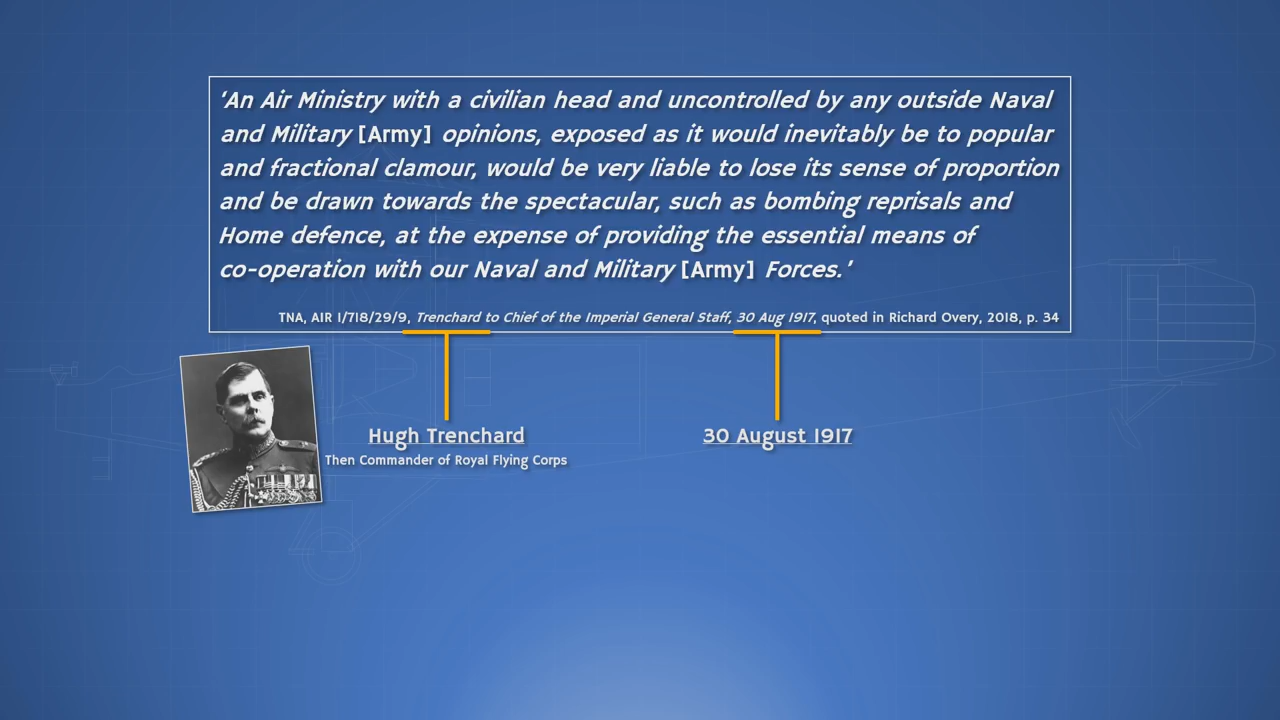 ‘An Air Ministry with a civilian head and uncontrolled by any outside Naval
and Military [Army] opinions, exposed as it would inevitably be to popular
and fractional clamour, would be very liable to lose its sense of proportion
and be drawn towards the spectacular, such as bombing reprisals and
Home defence, at the expense of providing the essential means of
co-operation with our Naval and Military [Army] Forces.’
TNA, AIR 1/718/29/9, Trenchard to Chief of the Imperial General Staff, 30 Aug 1917, quoted in Richard Overy, 2018, p. 34
Hugh Trenchard
Then Commander of Royal Flying Corps
30 August 1917